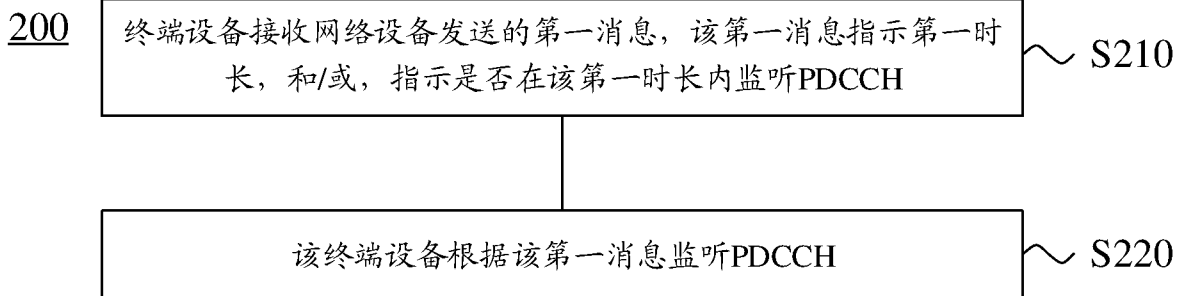 200
终端设备接收网络设备发送的第一消息，该第一消息指示第一时
长，和/或，指示是否在该第一时长内监听PDCCH
S210
该终端设备根据该第一消息监听PDCCH
S220